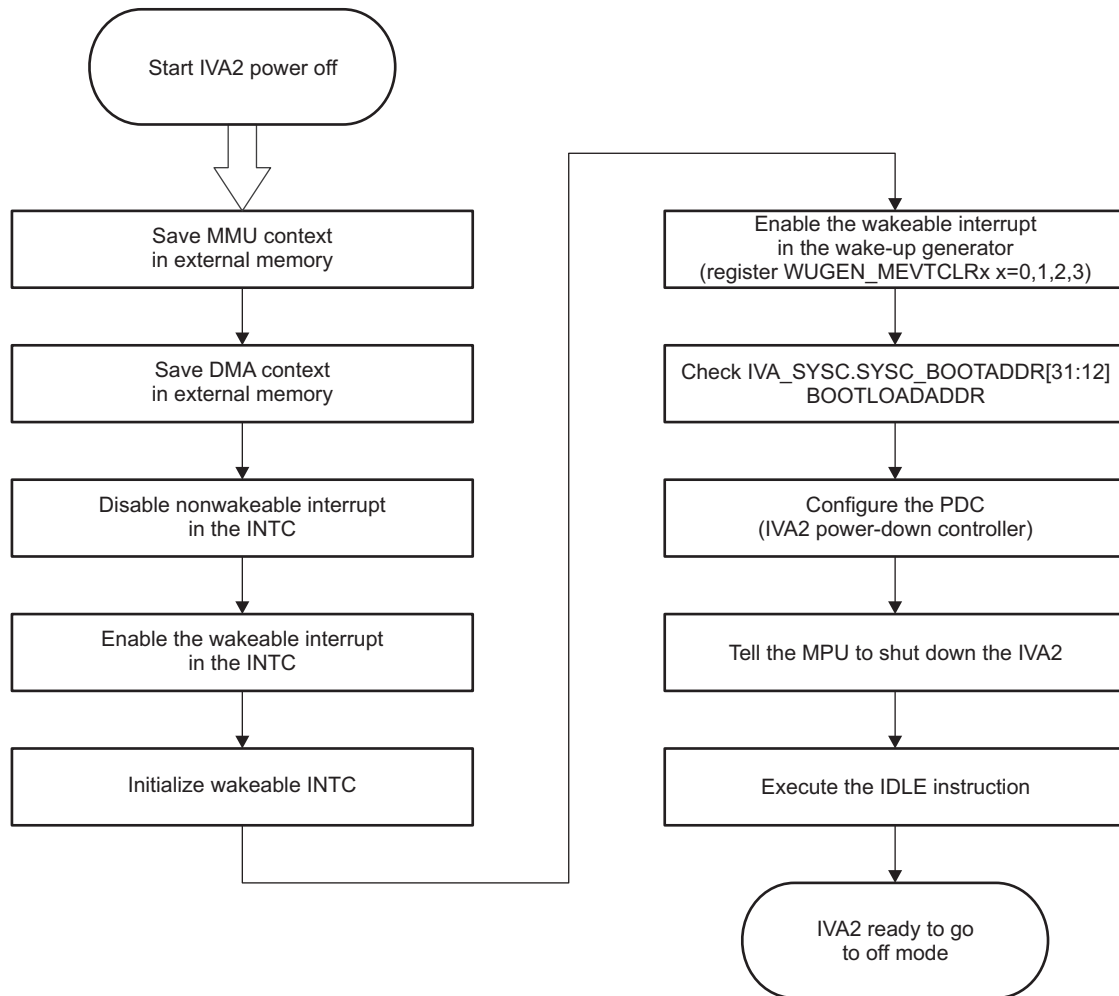 Start IVA2 power off
Save MMU context
in external memory
Save DMA context
in external memory
Disable nonwakeable interrupt
in the INTC
Enable the wakeable interrupt
in the INTC
Initialize wakeable INTC
Enable the wakeable interrupt
in the wake-up generator
(register WUGEN_MEVTCLRx x=0,1,2,3)
Check IVA_SYSC.SYSC_BOOTADDR[31:12]
BOOTLOADADDR
Configure the PDC
(IVA2 power-down controller)
Tell the MPU to shut down the IVA2
Execute the IDLE instruction
IVA2 ready to go
to off mode